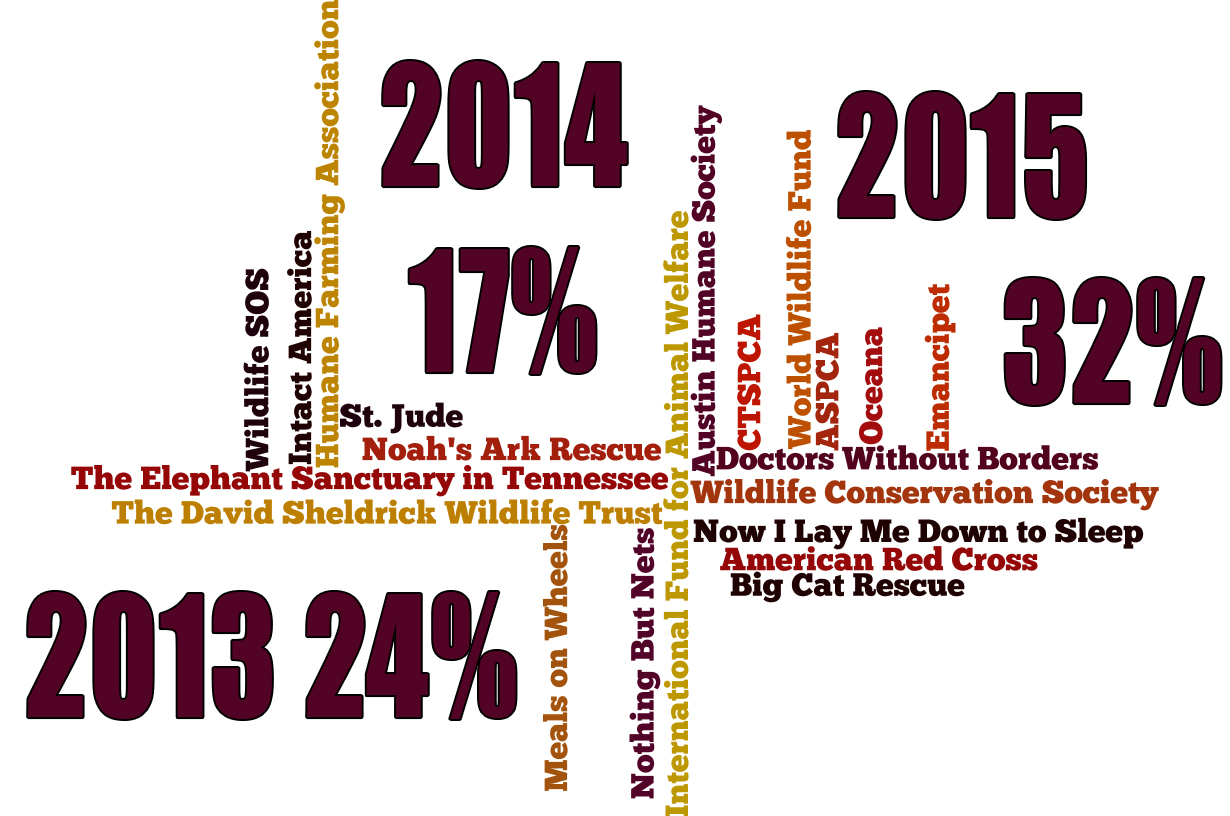 2014
17%
2015
32%
Humane Farming Association
Intact America
Wildlife SOS
St. Jude
Noah's Ark Rescue
The Elephant Sanctuary in Tennessee
The David Sheldrick Wildlife Trust
International Fund for Animal Welfare
Austin Humane Society
CTSPCA
World Wildlife Fund
ASPCA
Oceana
Emancipet
Doctors Without Borders
Wildlife Conservation Society
Now I Lay Me Down to Sleep
American Red Cross
Big Cat Rescue
2013 24%
Meals on Wheels
Nothing But Nets